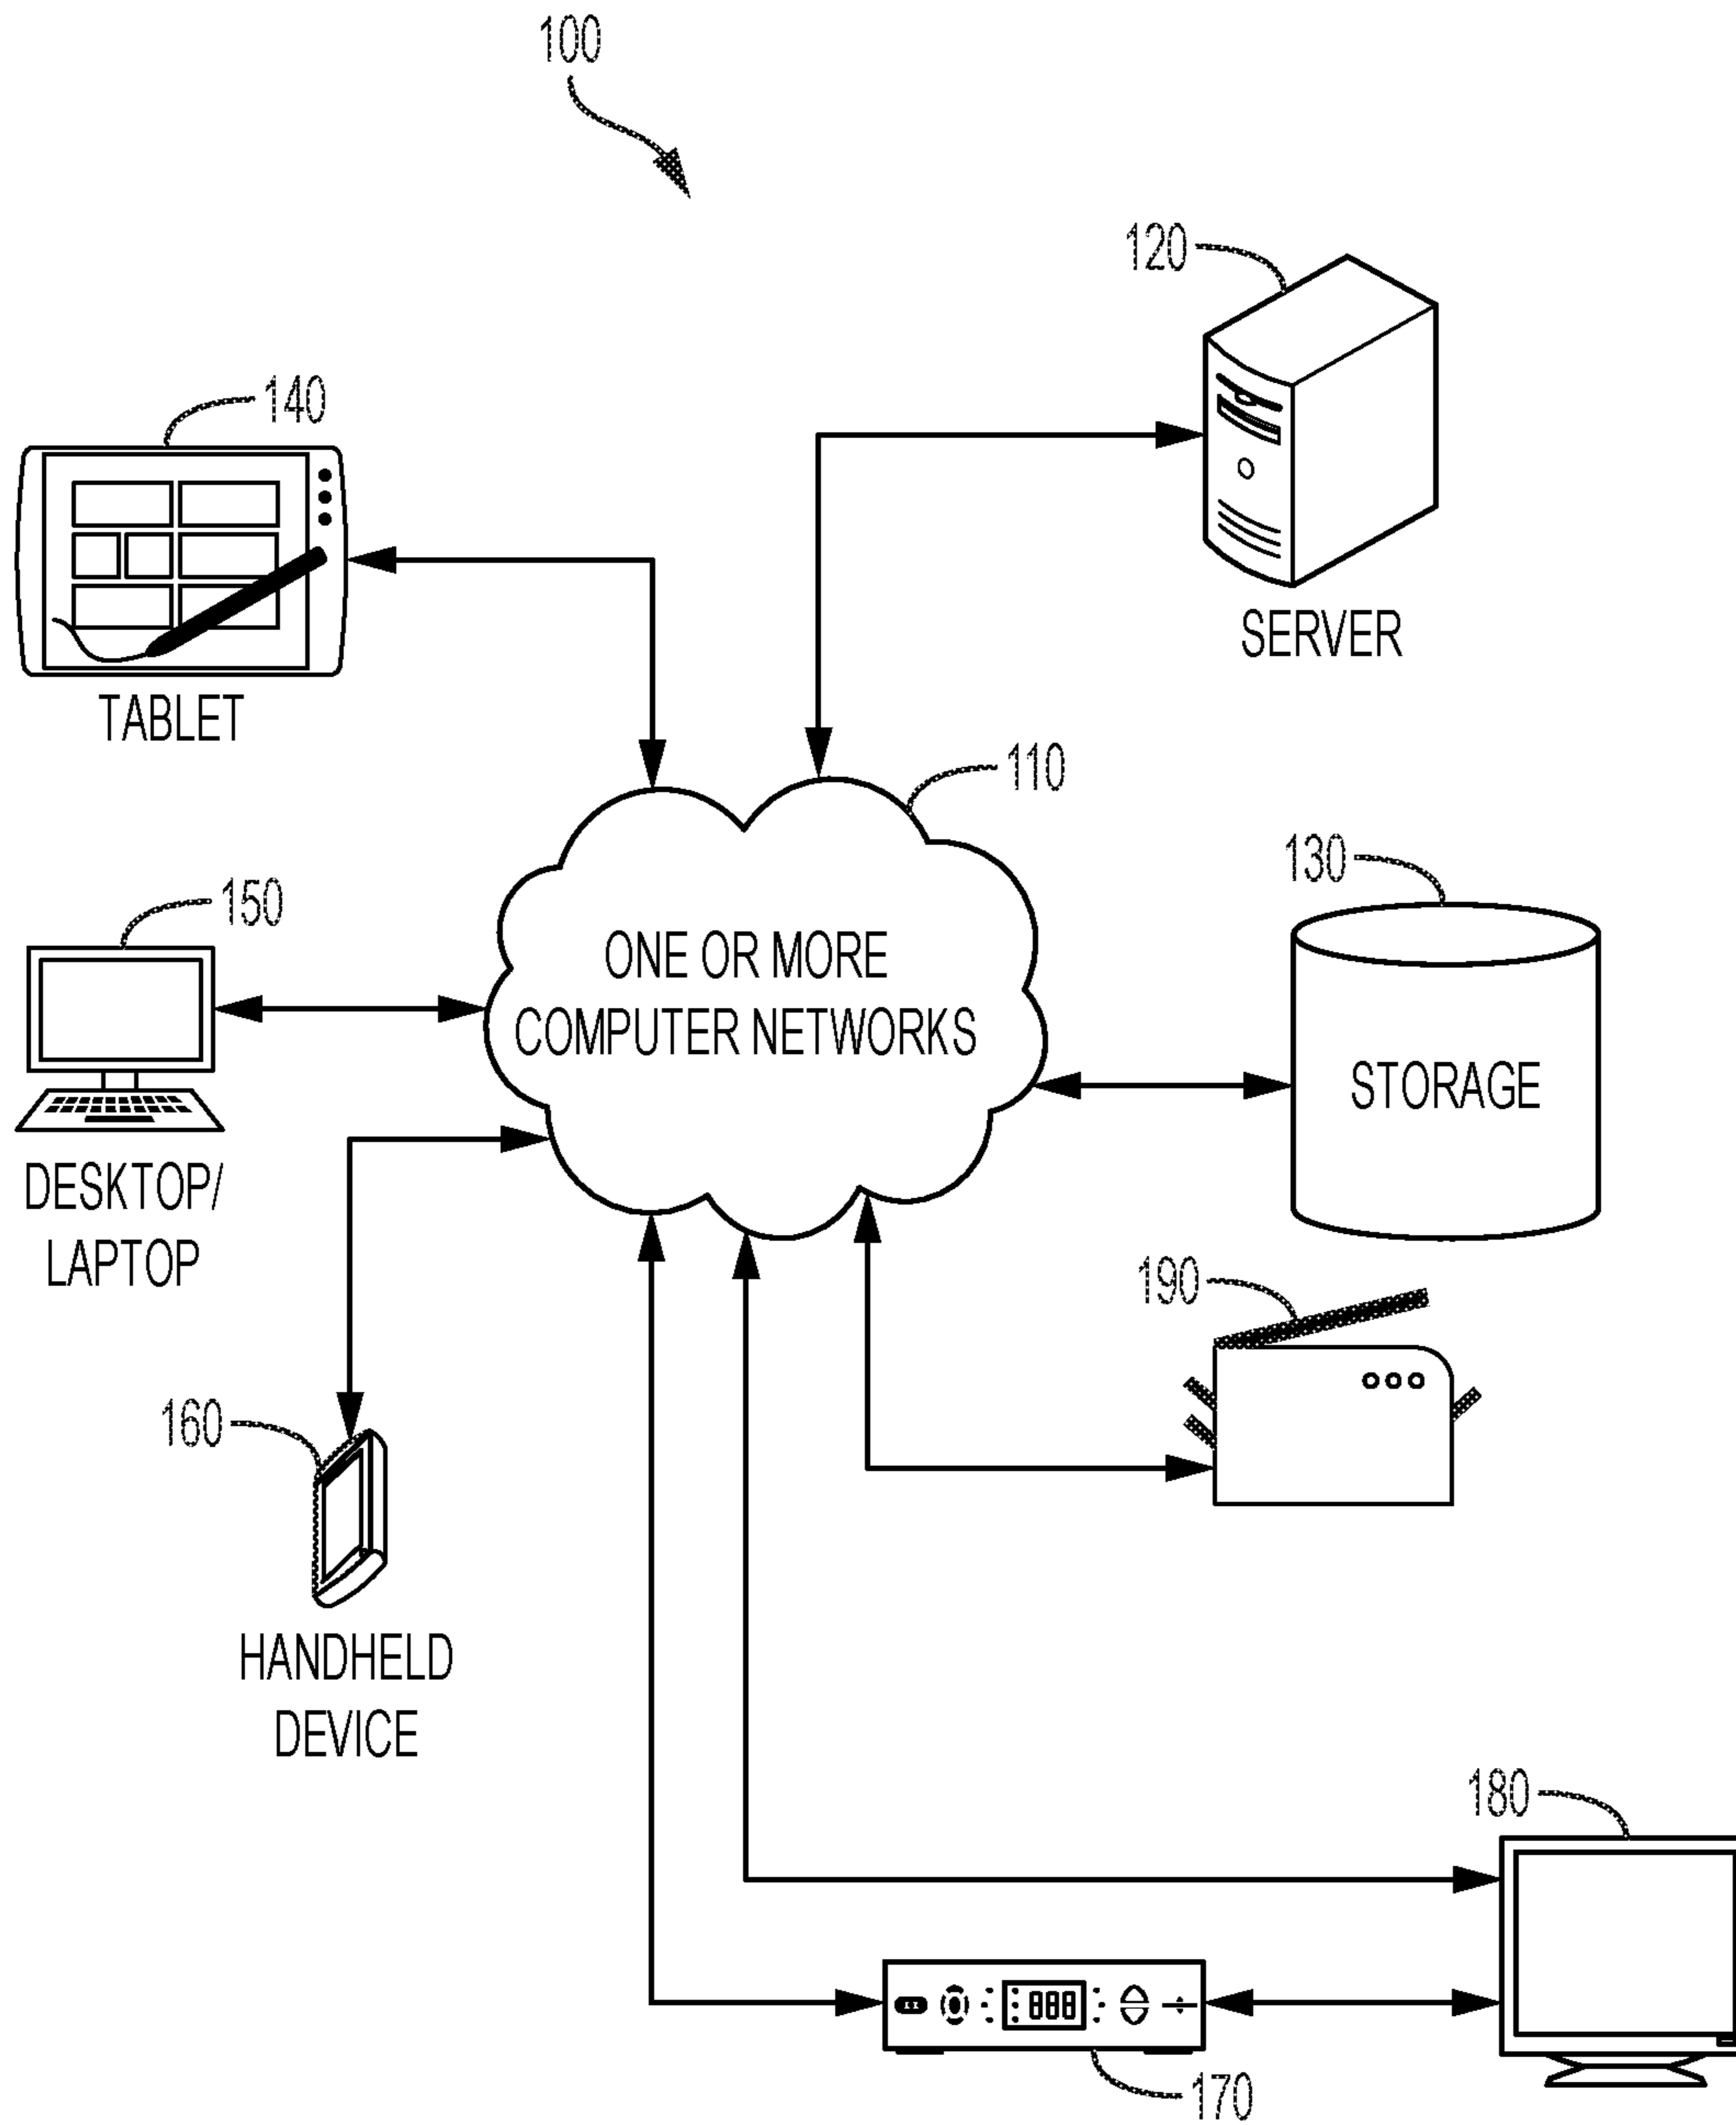 100
120
140
SERVER
TABLET
110
130
150
ONE OR MORE
COMPUTER NETWORKS
STORAGE
DESKTOP/
LAPTOP
190
160
HANDHELD
DEVICE
180
888
170